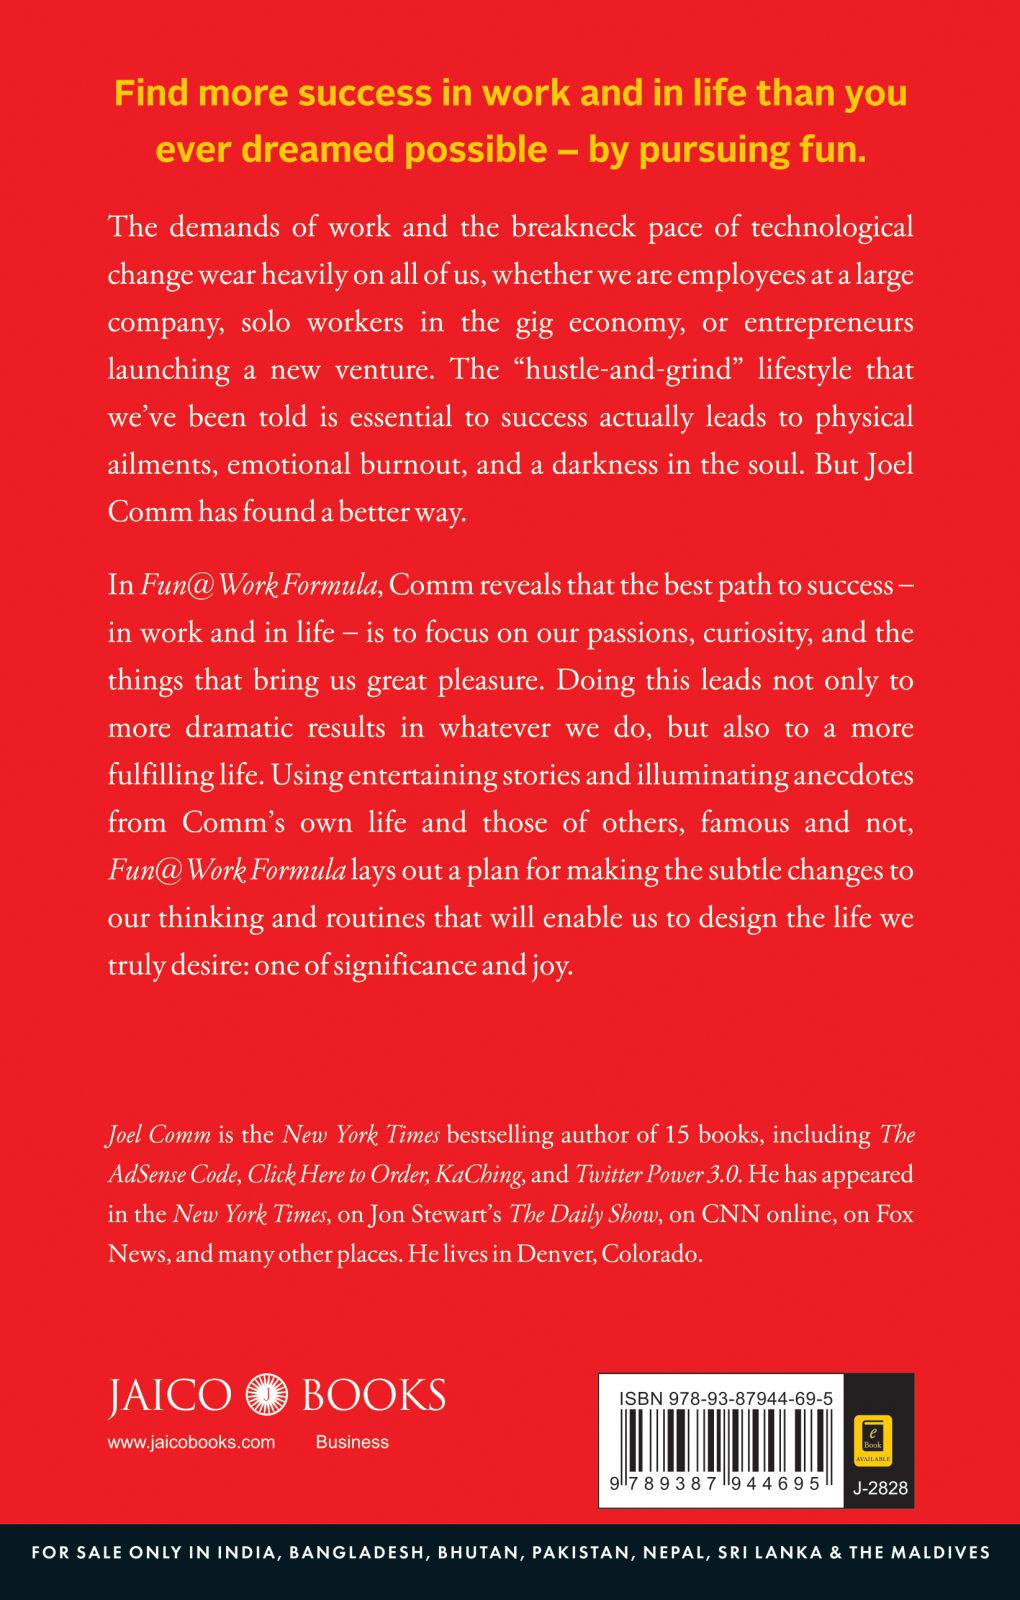 Find more success in work and in life than you
ever dreamed possible – by pursuing fun.
The demands of work and the breakneck pace of technological
change wear heavily on all of us, whether we are employees at a large
company, solo workers in the gig economy, or entrepreneurs
launching a new venture. The “hustle-and-grind” lifestyle that
we’ve been told is essential to success actually leads to physical
ailments, emotional burnout, and a darkness in the soul. But Joel
Comm has found a better way.
In Fun@Work Formula, Comm reveals that the best path to success –
in work and in life – is to focus on our passions, curiosity, and the
things that bring us great pleasure. Doing this leads not only to
more dramatic results in whatever we do, but also to a more
fulfilling life. Using entertaining stories and illuminating anecdotes
from Comm’s own life and those of others, famous and not,
Fun@Work Formula lays out a plan for making the subtle changes to
our thinking and routines that will enable us to design the life we
truly desire: one of significance and joy.
Joel Comm is the New York Times bestselling author of 15 books, including The
AdSense Code, Click Here to Order, KaChing, and Twitter Power 3.0. He has appeared
in the New York Times, on Jon Stewart’s The Daily Show, on CNN online, on Fox
News, and many other places. He lives in Denver, Colorado.
JAICO J BOOKS
www.jaicobooks.com Business
ISBN 978-93-87944-69-5
9 789387 944695
e
Book
AVAILABLE
J-2828
FOR SALE ONLY IN INDIA, BANGLADESH, BHUTAN, PAKISTAN, NEPAL, SRI LANKA & THE MALDIVES